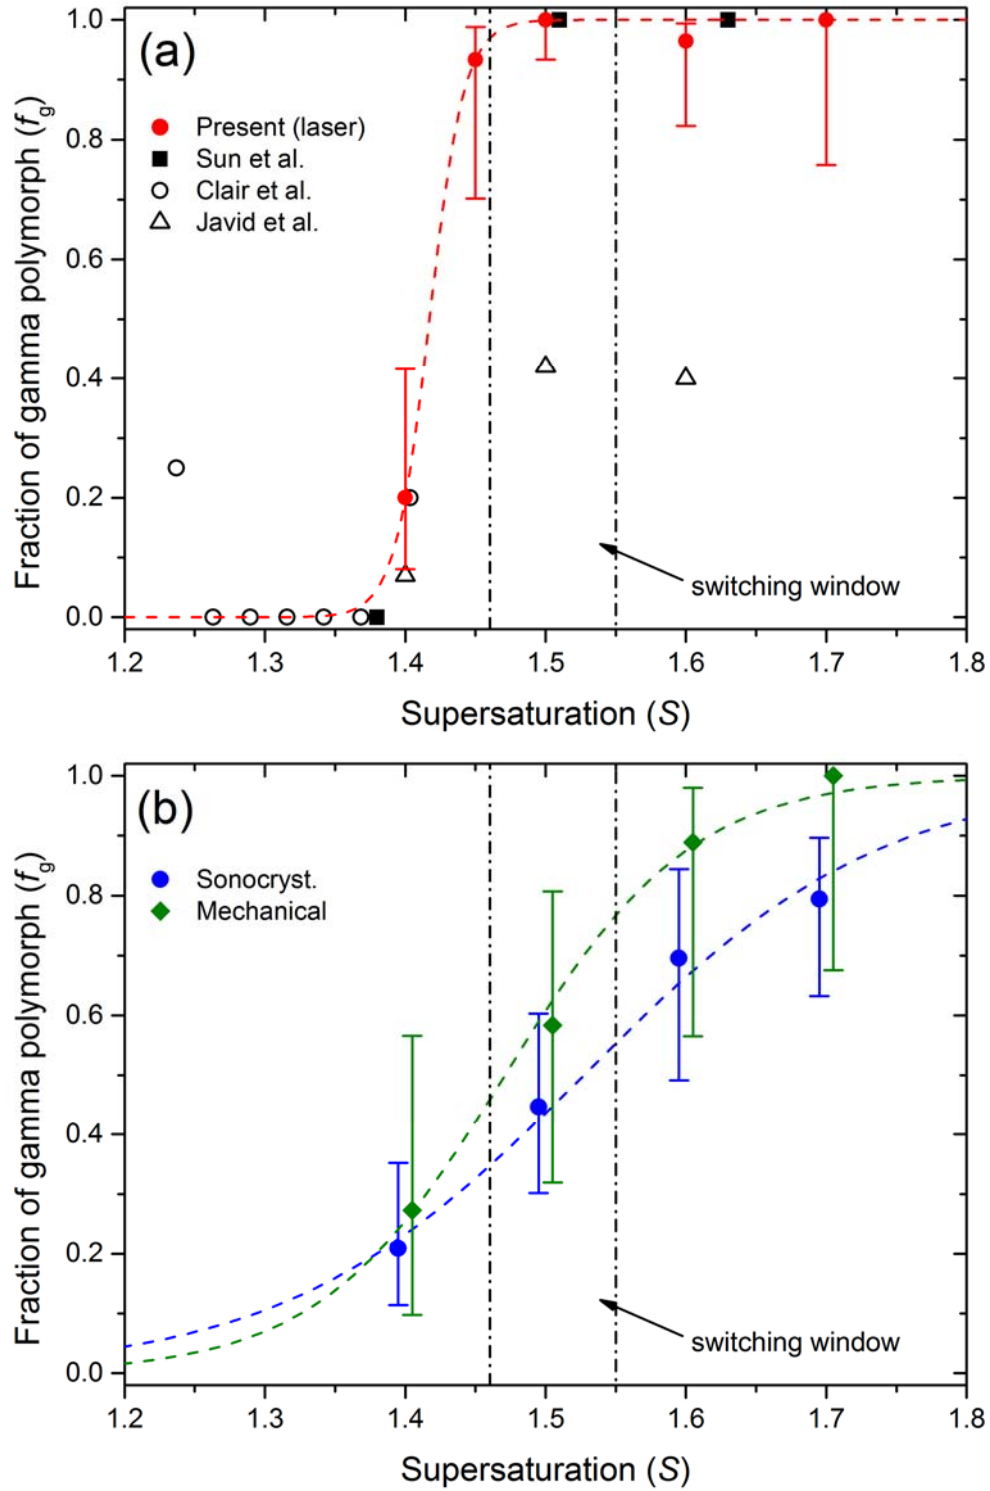 (a)
Present (laser)
Sun et al.
Clair et al.
Javid et al.
switching window
Fraction of gamma polymorph (fg)
1.0
0.8
0.6
0.4
0.2
0.0
1.2 1.3 1.4 1.5 1.6 1.7 1.8
Supersaturation (S)
(b)
Sonocryst.
Mechanical
switching window
Fraction of gamma polymorph (fg)
1.0
0.8
0.6
0.4
0.2
0.0
1.2 1.3 1.4 1.5 1.6 1.7 1.8
Supersaturation (S)